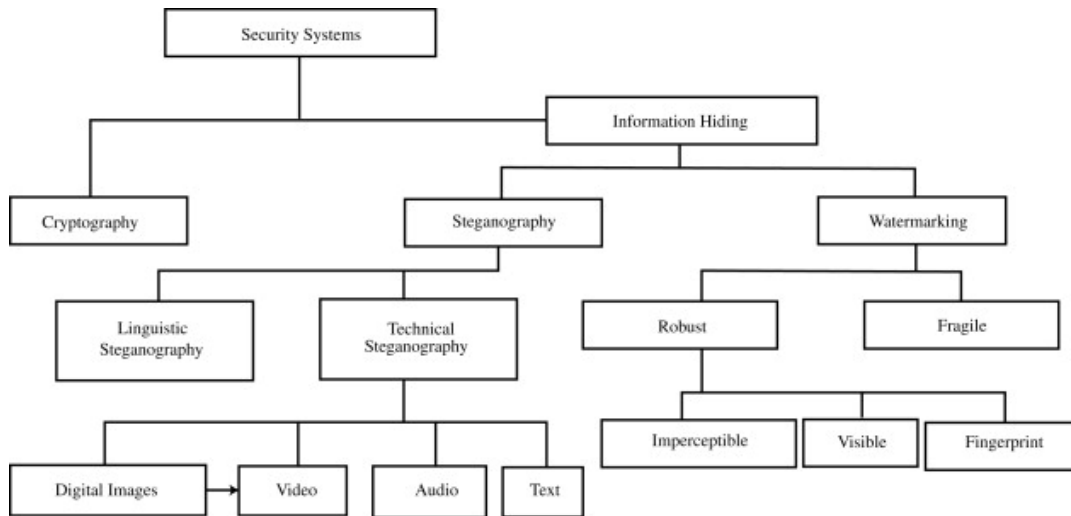 Security Systems
Information Hiding
Cryptography
Steganography
Watermarking
Linguistic
Steganography
Technical
Steganography
Robust
Fragile
Imperceptible
Visible
Fingerprint
Digital Images
Video
Audio
Text